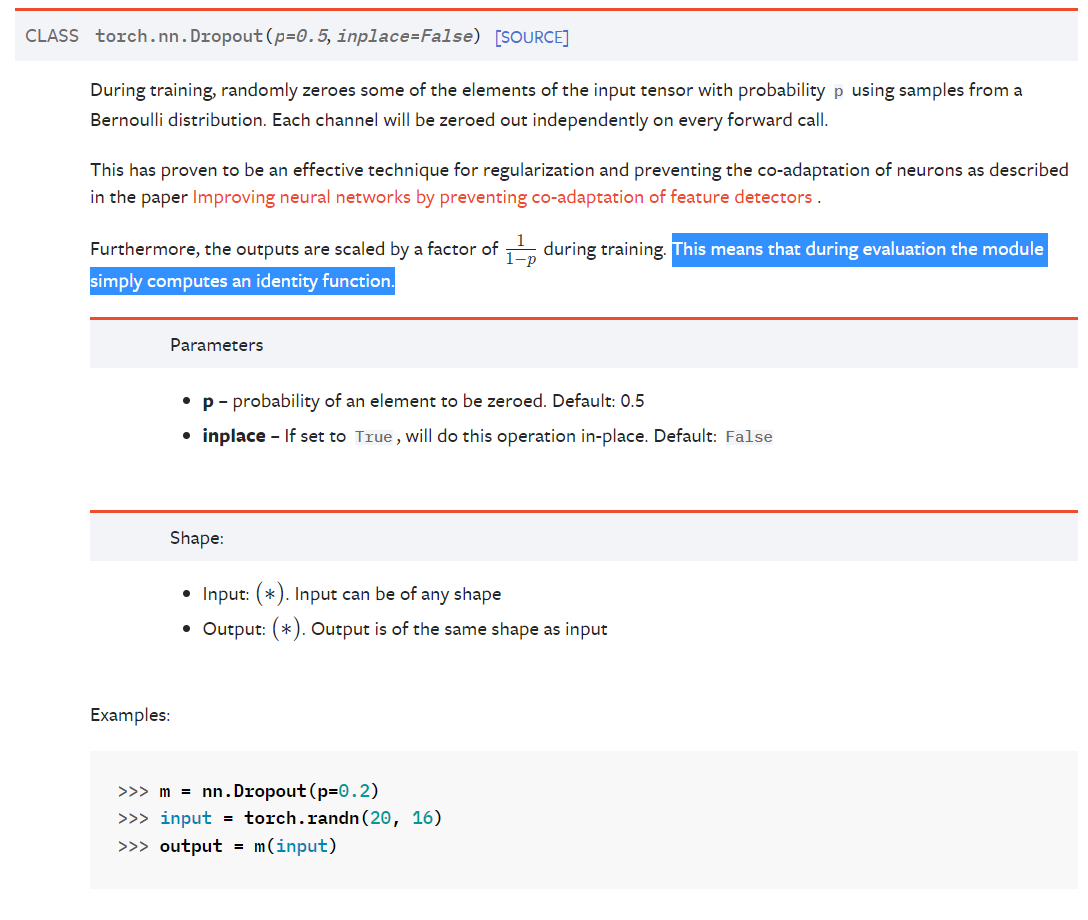 CLASS torch.nn.Dropout(p=0.5, inplace=False) [SOURCE]
During training, randomly zeroes some of the elements of the input tensor with probability p using samples from a
Bernoulli distribution. Each channel will be zeroed out independently on every forward call.
This has proven to be an effective technique for regularization and preventing the co-adaptation of neurons as described
in the paper Improving neural networks by preventing co-adaptation of feature detectors .
Furthermore, the outputs are scaled by a factor of 1/1−p during training. This means that during evaluation the module
simply computes an identity function.
Parameters
• p – probability of an element to be zeroed. Default: 0.5
• inplace – If set to True , will do this operation in-place. Default: False
Shape:
• Input: (∗). Input can be of any shape
• Output: (∗). Output is of the same shape as input
Examples:
>>> m = nn.Dropout(p=0.2)
>>> input = torch.randn(20, 16)
>>> output = m(input)